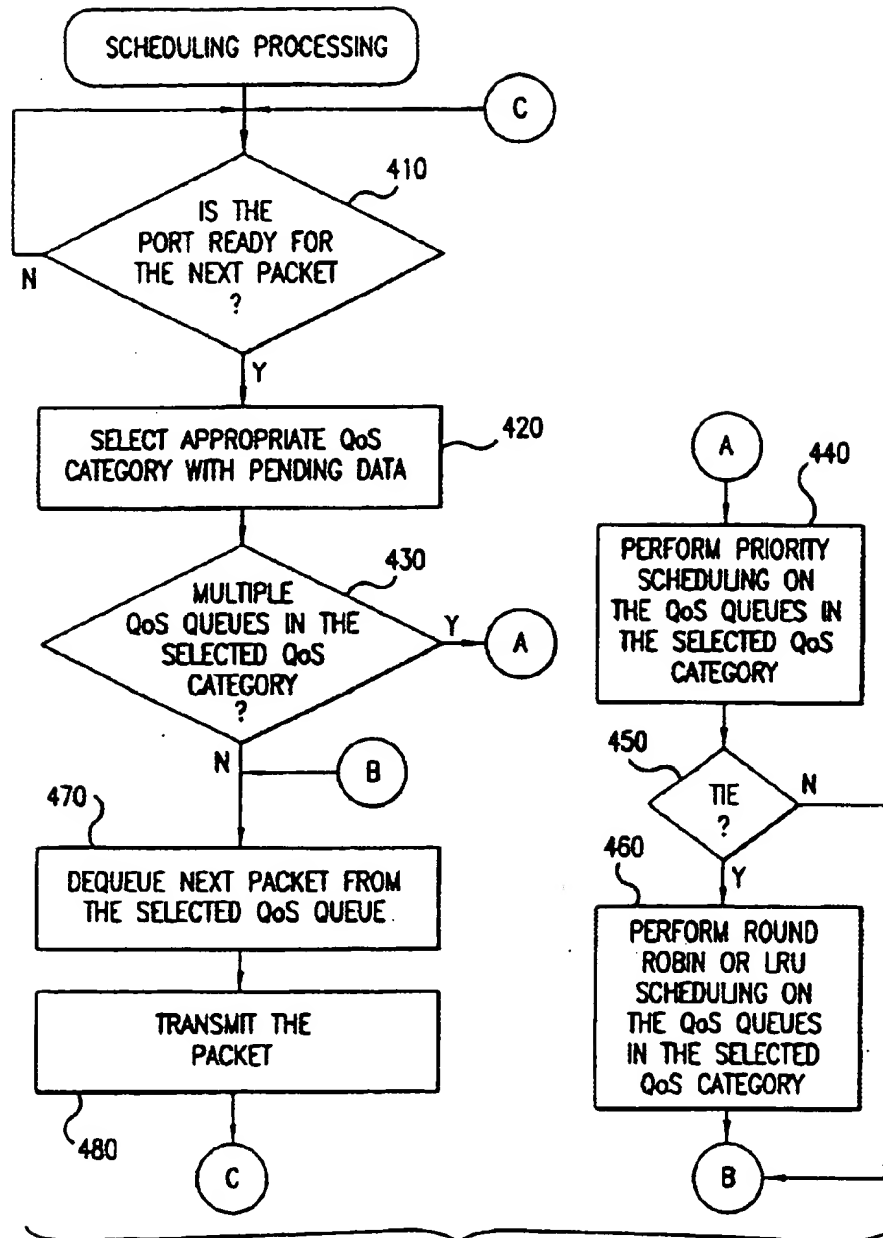 SCHEDULING PROCESSING
C
410
IS THE
PORT READY FOR
THE NEXT PACKET
?
N
Y
SELECT APPROPRIATE QoS
CATEGORY WITH PENDING DATA
420
430
MULTIPLE
QoS QUEUES IN THE
SELECTED QoS
CATEGORY
?
Y
A
N
B
470
DEQUEUE NEXT PACKET FROM
THE SELECTED QoS QUEUE
TRANSMIT THE
PACKET
480
C
A
440
PERFORM PRIORITY
SCHEDULING ON
THE QoS QUEUES IN
THE SELECTED QoS
CATEGORY
450
TIE
?
N
Y
460
PERFORM ROUND
ROBIN OR LRU
SCHEDULING ON
THE QoS QUEUES
IN THE SELECTED
QoS CATEGORY
B